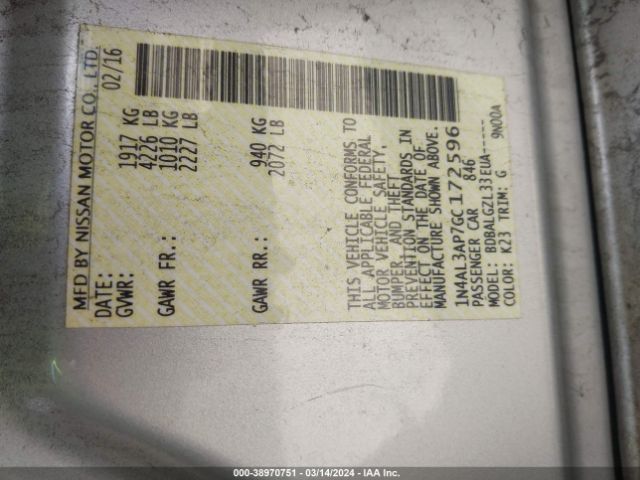 MFD BY NISSAN MOTOR CO., LTD.
DATE: 02/16
GVWR: 1917 KG
4226 LB
GAWR FR.: 1010 KG
2227 LB
GAWR RR.: 940 KG
2072 LB
THIS VEHICLE CONFORMS TO
ALL APPLICABLE FEDERAL
MOTOR VEHICLE SAFETY,
BUMPER, AND THEFT
PREVENTION STANDARDS IN
EFFECT ON THE DATE OF
MANUFACTURE SHOWN ABOVE.
1N4AL3AP7GC172596
PASSENGER CAR 846
MODEL: BDBALGZL33EUA-----
COLOR: K23 TRIM: G 9N00A
000-38970751 - 03/14/2024 - IAA Inc.